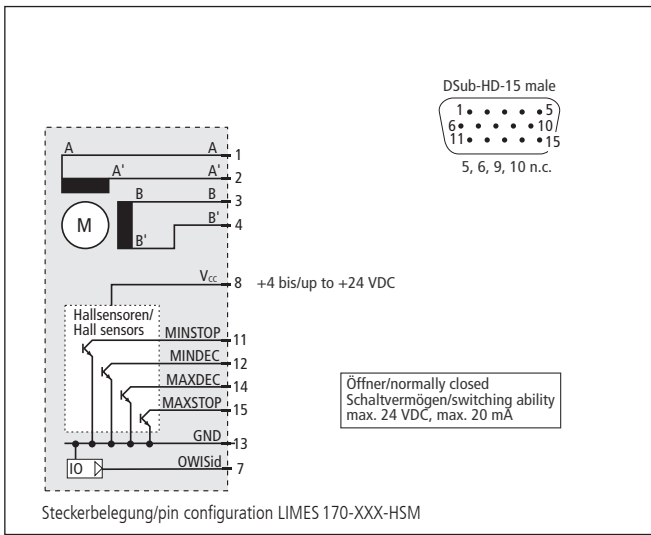 DSub-HD-15 male
1 5
6 10
11 15
5, 6, 9, 10 n.c.
A A 1
A' A' 2
B B 3
M
B' 4
B'
Vcc 8 +4 bis/up to +24 VDC
Hallsensoren/
Hall sensors
MINSTOP 11
MINDEC 12
MAXDEC 14
MAXSTOP 15
GND 13
IO OWISid 7
Öffner/normally closed
Schaltvermögen/switching ability
max. 24 VDC, max. 20 mA
Steckerbelegung/pin configuration LIMES 170-XXX-HSM